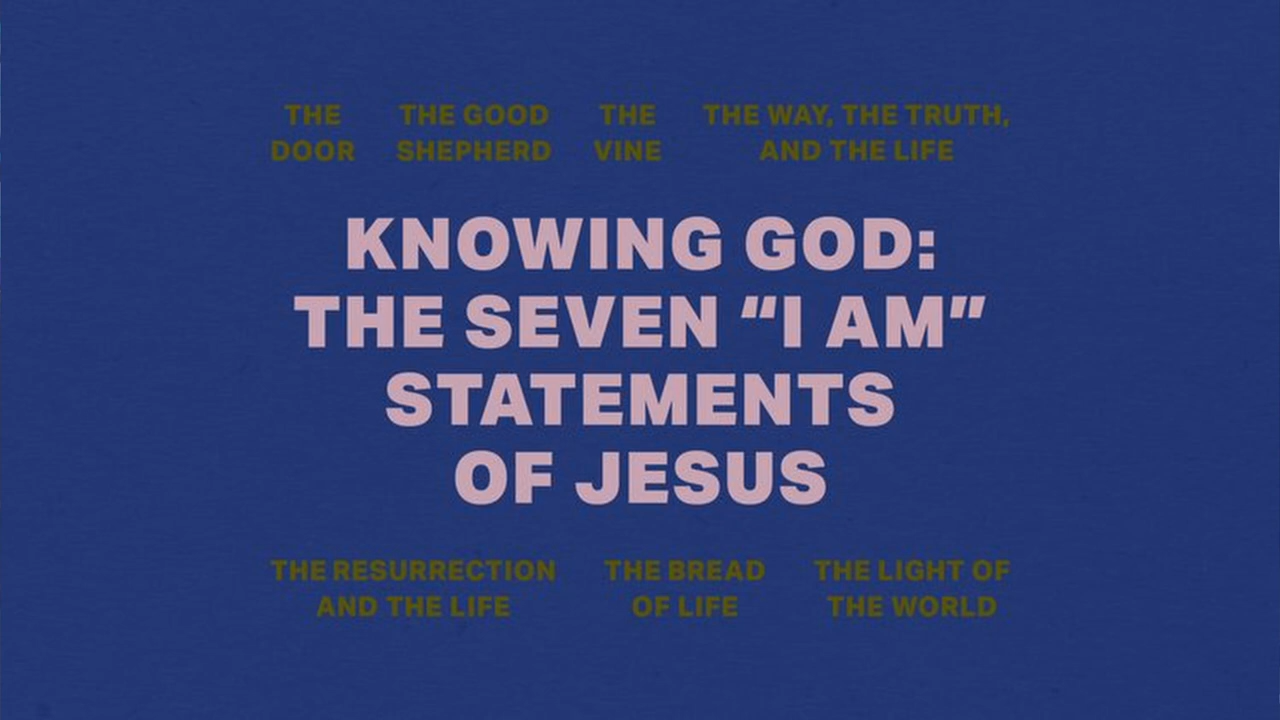 THE DOOR
THE GOOD SHEPHERD
THE VINE
THE WAY, THE TRUTH, AND THE LIFE
KNOWING GOD:
THE SEVEN “I AM”
STATEMENTS
OF JESUS
THE RESURRECTION AND THE LIFE
THE BREAD OF LIFE
THE LIGHT OF THE WORLD